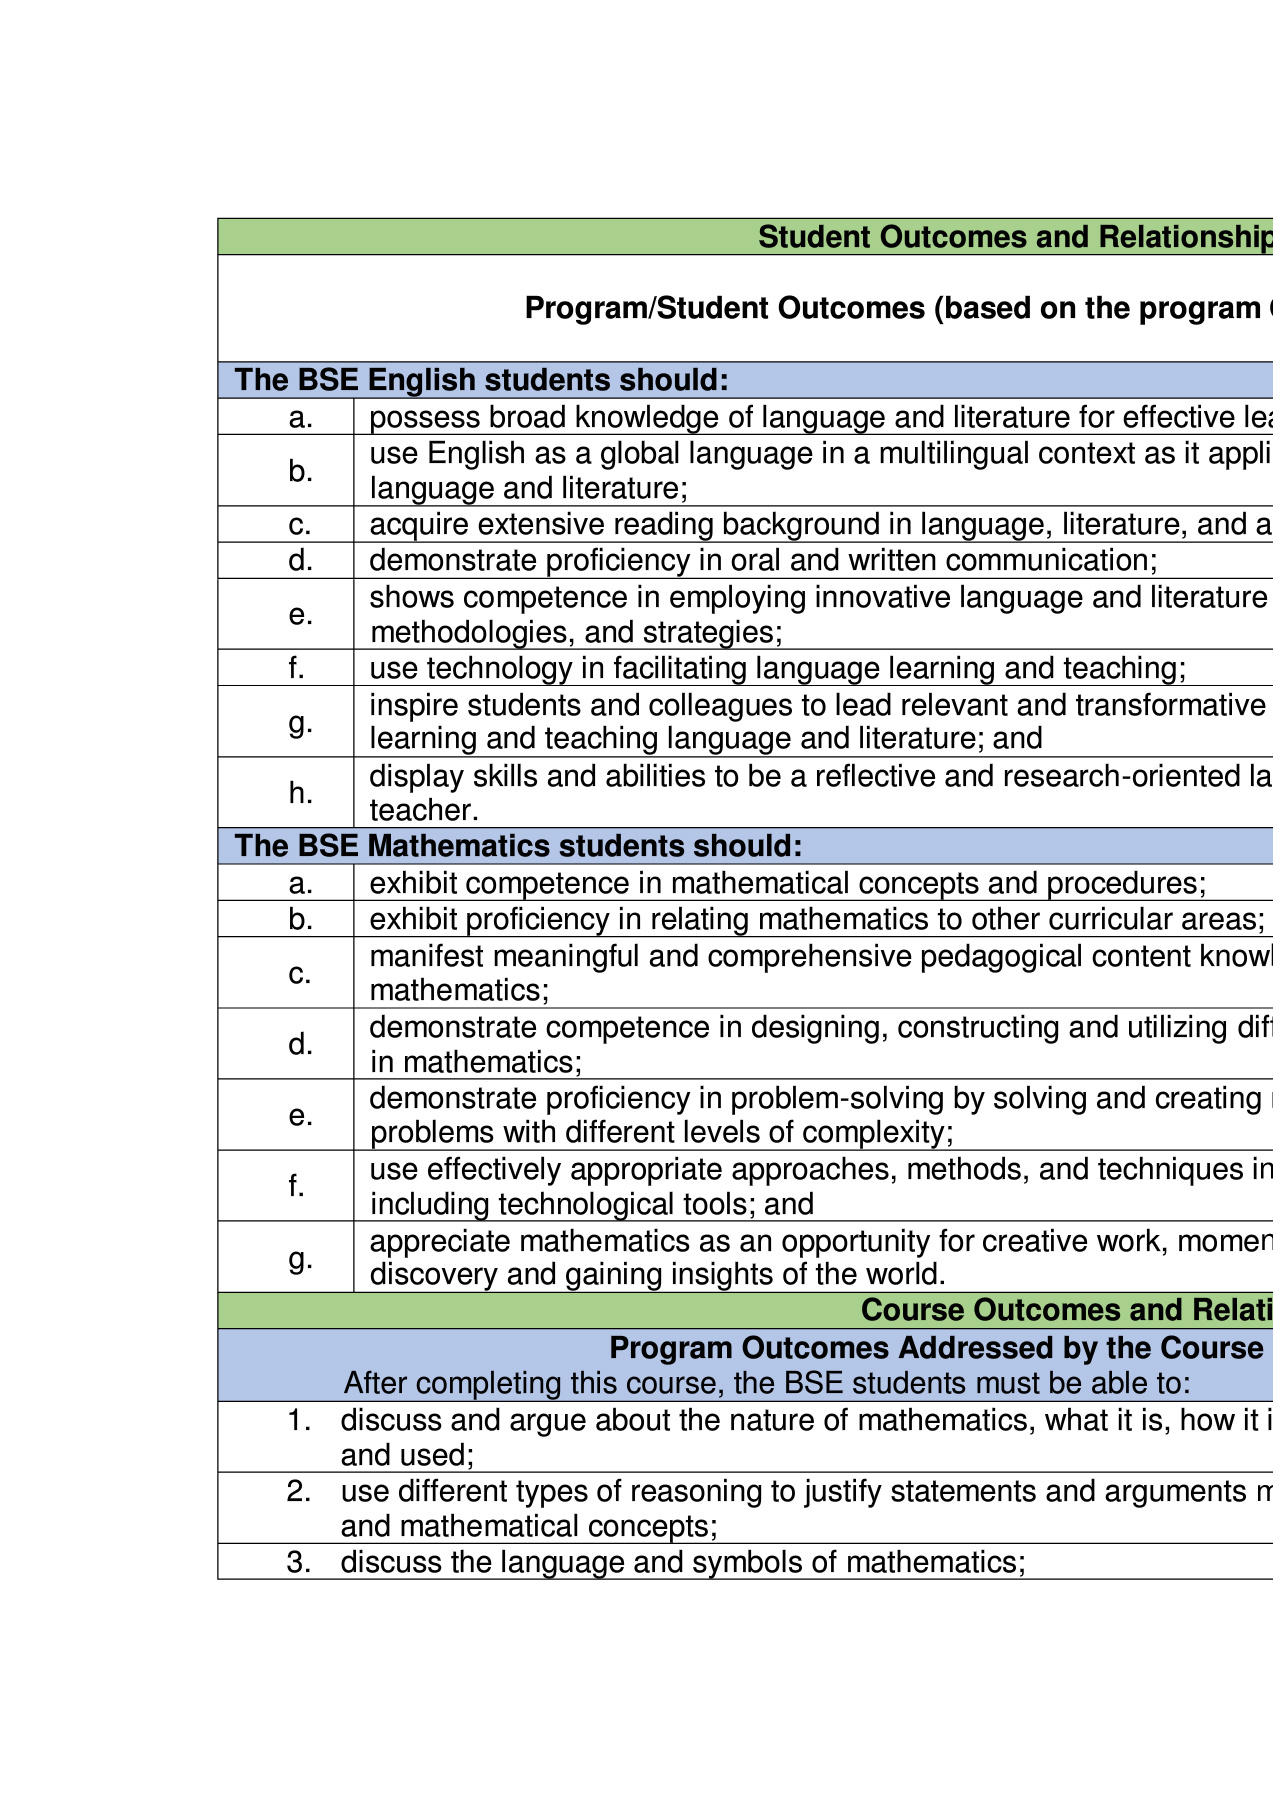 Student Outcomes and Relationship
Program/Student Outcomes (based on the program
The BSE English students should:
a. possess broad knowledge of language and literature for effective
b. use English as a global language in a multilingual context as it
language and literature;
c. acquire extensive reading background in language, literature, and
d. demonstrate proficiency in oral and written communication;
e. shows competence in employing innovative language and literature
methodologies, and strategies;
f. use technology in facilitating language learning and teaching;
g. inspire students and colleagues to lead relevant and transformative
learning and teaching language and literature; and
h. display skills and abilities to be a reflective and research-oriented
teacher.
The BSE Mathematics students should:
a. exhibit competence in mathematical concepts and procedures;
b. exhibit proficiency in relating mathematics to other curricular areas;
c. manifest meaningful and comprehensive pedagogical content
mathematics;
d. demonstrate competence in designing, constructing and utilizing
in mathematics;
e. demonstrate proficiency in problem-solving by solving and creating
problems with different levels of complexity;
f. use effectively appropriate approaches, methods, and techniques in
including technological tools; and
g. appreciate mathematics as an opportunity for creative work,
discovery and gaining insights of the world.
Course Outcomes and
Program Outcomes Addressed by the Course
After completing this course, the BSE students must be able to:
1. discuss and argue about the nature of mathematics, what it is, how it
and used;
2. use different types of reasoning to justify statements and arguments
and mathematical concepts;
3. discuss the language and symbols of mathematics;